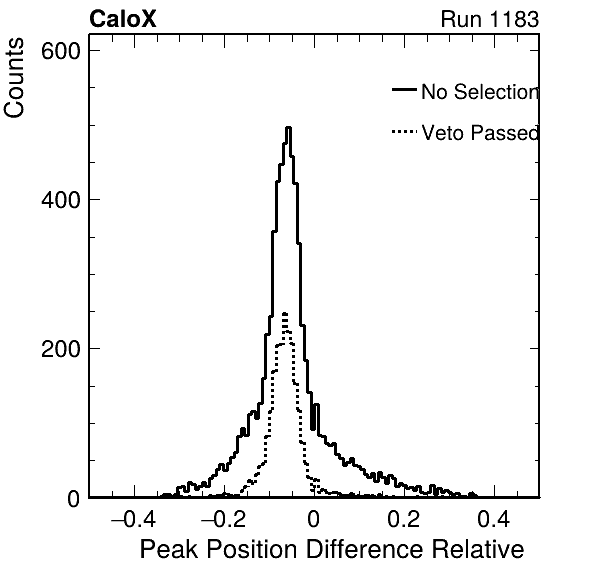 CaloX Run 1183
Counts
600
No Selection
Veto Passed
400
200
0
−0.4 −0.2 0 0.2 0.4
Peak Position Difference Relative